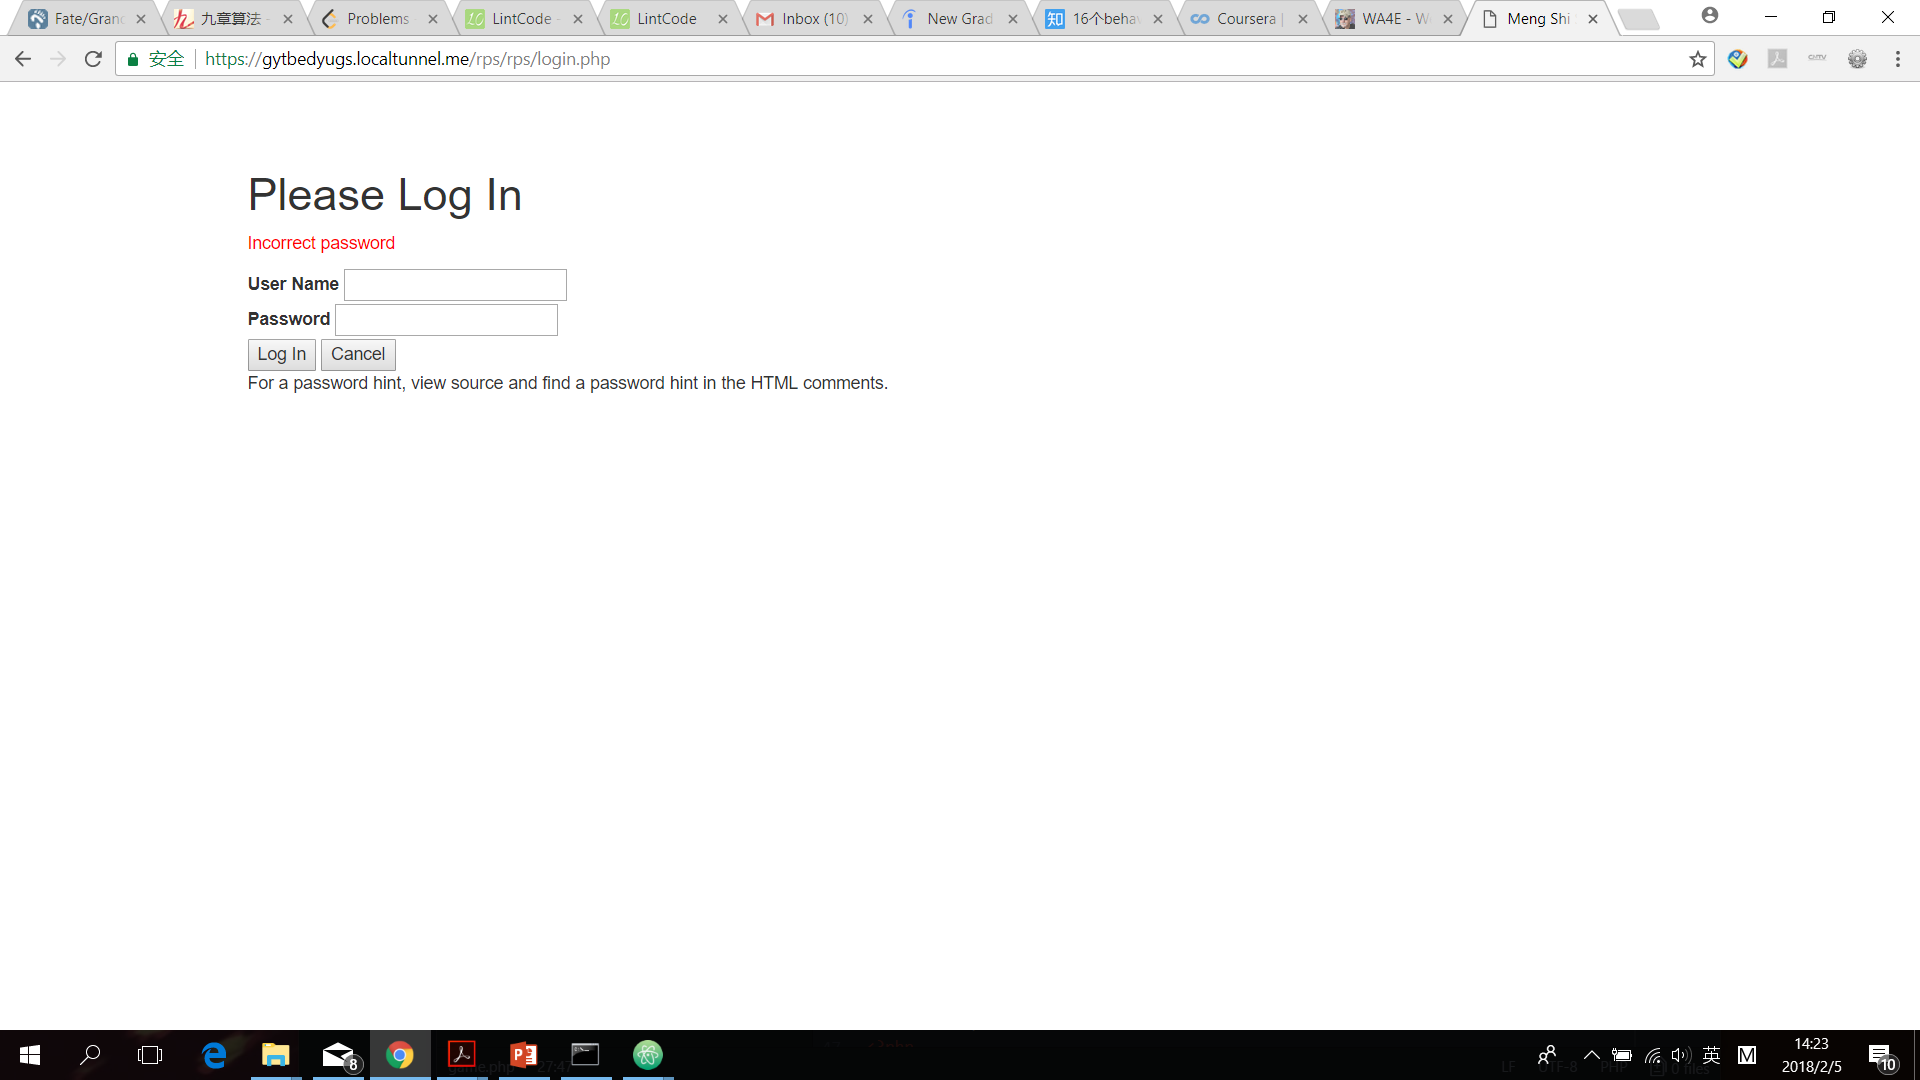 Fate/Granc
九章算法 -
Problems
LintCode -
LintCode
Inbox (10)
New Grad
16个beha
Coursera |
WA4E - W
Meng Shi
安全 https://gytbedyugs.localtunnel.me/rps/rps/login.php
Please Log In
Incorrect password
User Name
Password
Log In Cancel
For a password hint, view source and find a password hint in the HTML comments.
8
英
M
14:23
2018/2/5
10